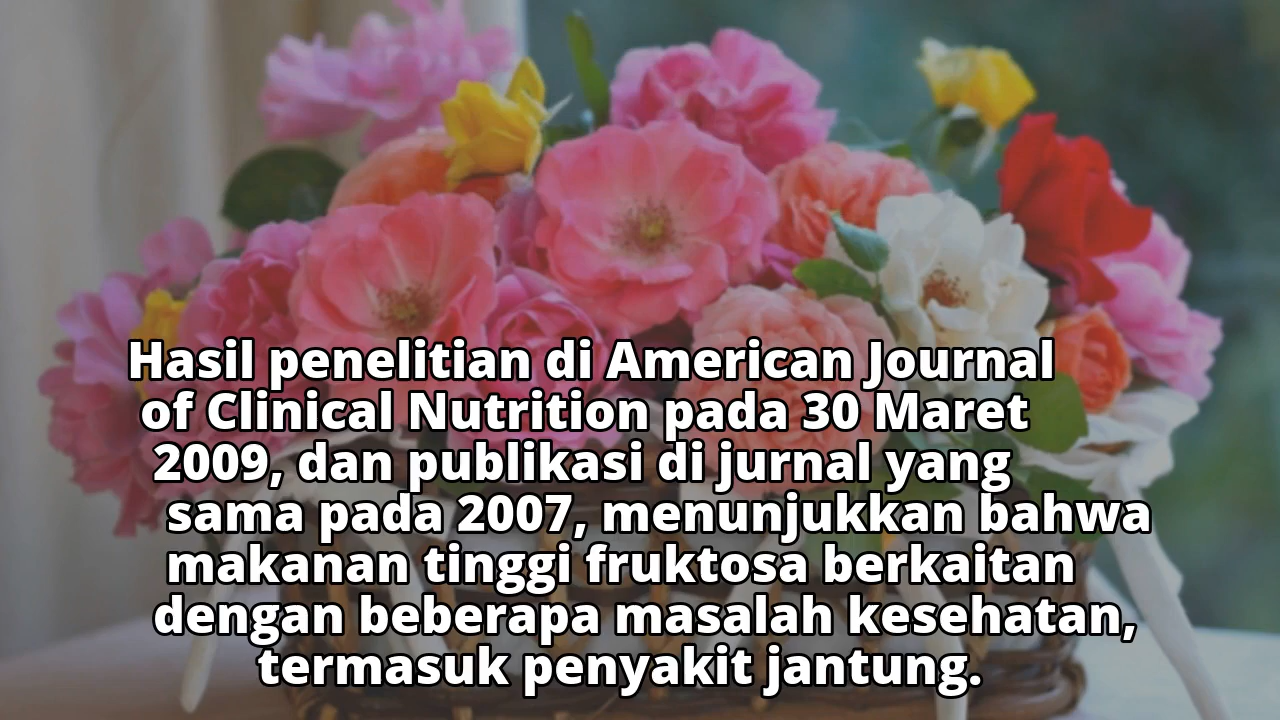 Hasil penelitian di American Journal
of Clinical Nutrition pada 30 Maret
2009, dan publikasi di jurnal yang
sama pada 2007, menunjukkan bahwa
makanan tinggi fruktosa berkaitan
dengan beberapa masalah kesehatan,
termasuk penyakit jantung.